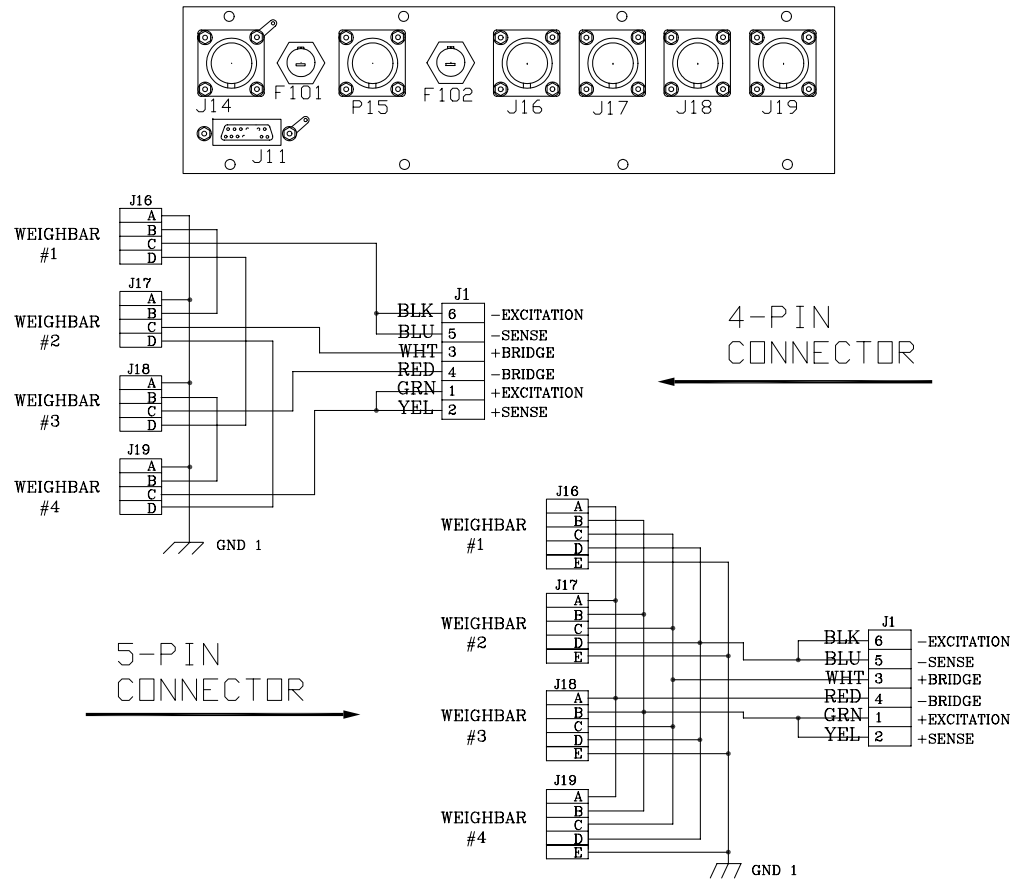 J14 F101 P15 F102 J16 J17 J18 J19
J11
J16
WEIGHBAR
#1
A
B
C
D
J17
WEIGHBAR
#2
A
B
C
D
J18
WEIGHBAR
#3
A
B
C
D
J19
WEIGHBAR
#4
A
B
C
D
GND 1
J1
BLK 6 -EXCITATION
BLU 5 -SENSE
WHT 3 +BRIDGE
RED 4 -BRIDGE
GRN 1 +EXCITATION
YEL 2 +SENSE
4-PIN
CONNECTOR
5-PIN
CONNECTOR
J16
WEIGHBAR
#1
A
B
C
D
E
J17
WEIGHBAR
#2
A
B
C
D
E
J18
WEIGHBAR
#3
A
B
C
D
E
J19
WEIGHBAR
#4
A
B
C
D
E
GND 1
J1
BLK 6 -EXCITATION
BLU 5 -SENSE
WHT 3 +BRIDGE
RED 4 -BRIDGE
GRN 1 +EXCITATION
YEL 2 +SENSE